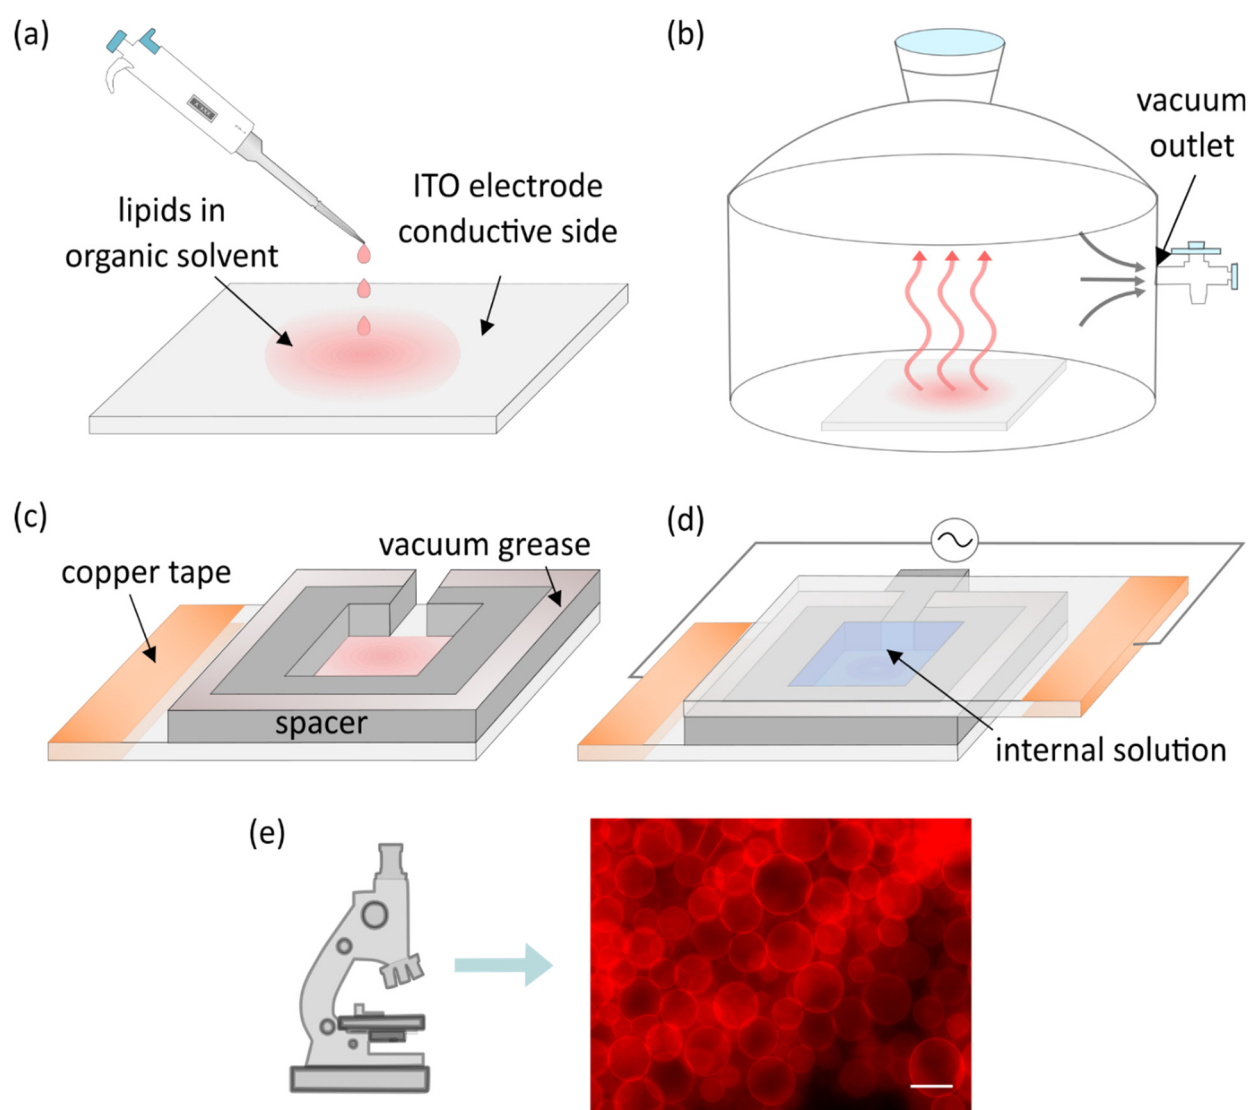 (a)
lipids in
organic solvent
ITO electrode
conductive side
(b)
vacuum
outlet
(c)
copper tape
vacuum grease
spacer
(d)
internal solution
(e)